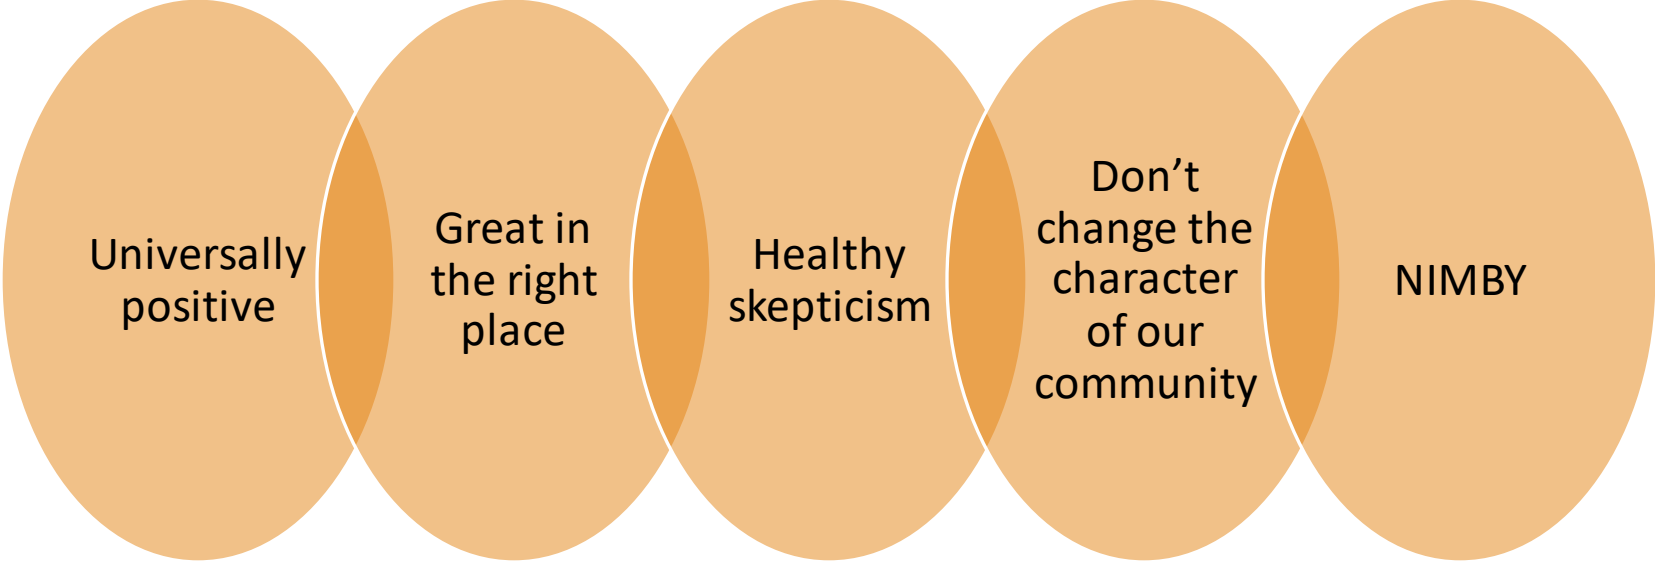 Universally
positive
Great in
the right
place
Healthy
skepticism
Don’t
change the
character
of our
community
NIMBY